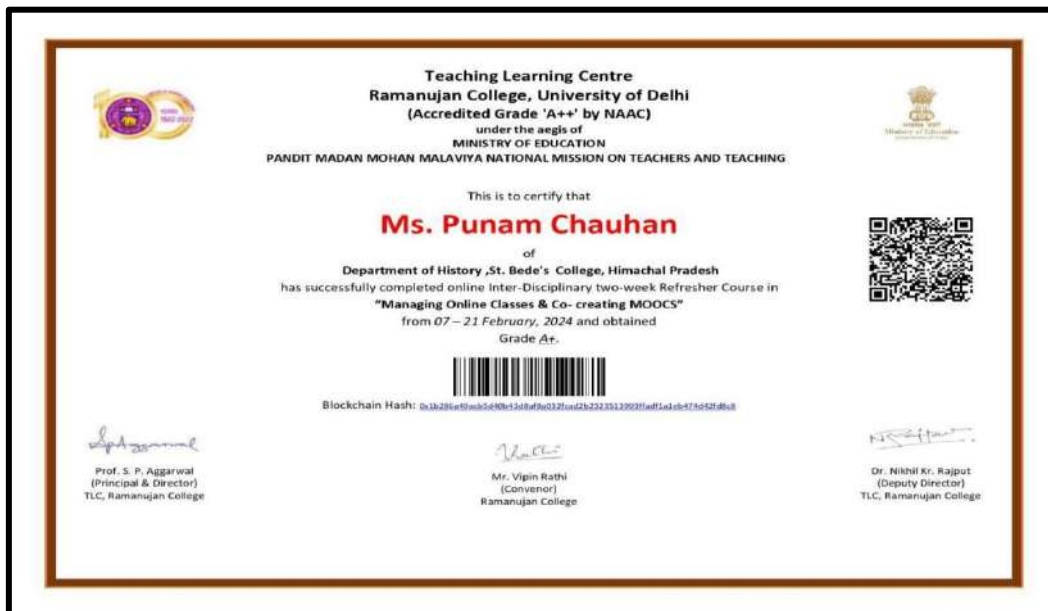 Teaching Learning Centre
Ramanujan College, University of Delhi
(Accredited Grade 'A++' by NAAC)
under the aegis of
MINISTRY OF EDUCATION
PANDIT MADAN MOHAN MALAVIYA NATIONAL MISSION ON TEACHERS AND TEACHING
Ministry of Education
This is to certify that
Ms. Punam Chauhan
of
Department of History ,St. Bede's College, Himachal Pradesh
has successfully completed online Inter-Disciplinary two-week Refresher Course in
"Managing Online Classes & Co- creating MOOCS"
from 07 – 21 February, 2024 and obtained
Grade A+.
Blockchain Hash:
Prof. S. P. Aggarwal
(Principal & Director)
TLC, Ramanujan College
Mr. Vipin Rathi
(Convenor)
Ramanujan College
Dr. Nikhil Kr. Rajput
(Deputy Director)
TLC, Ramanujan College